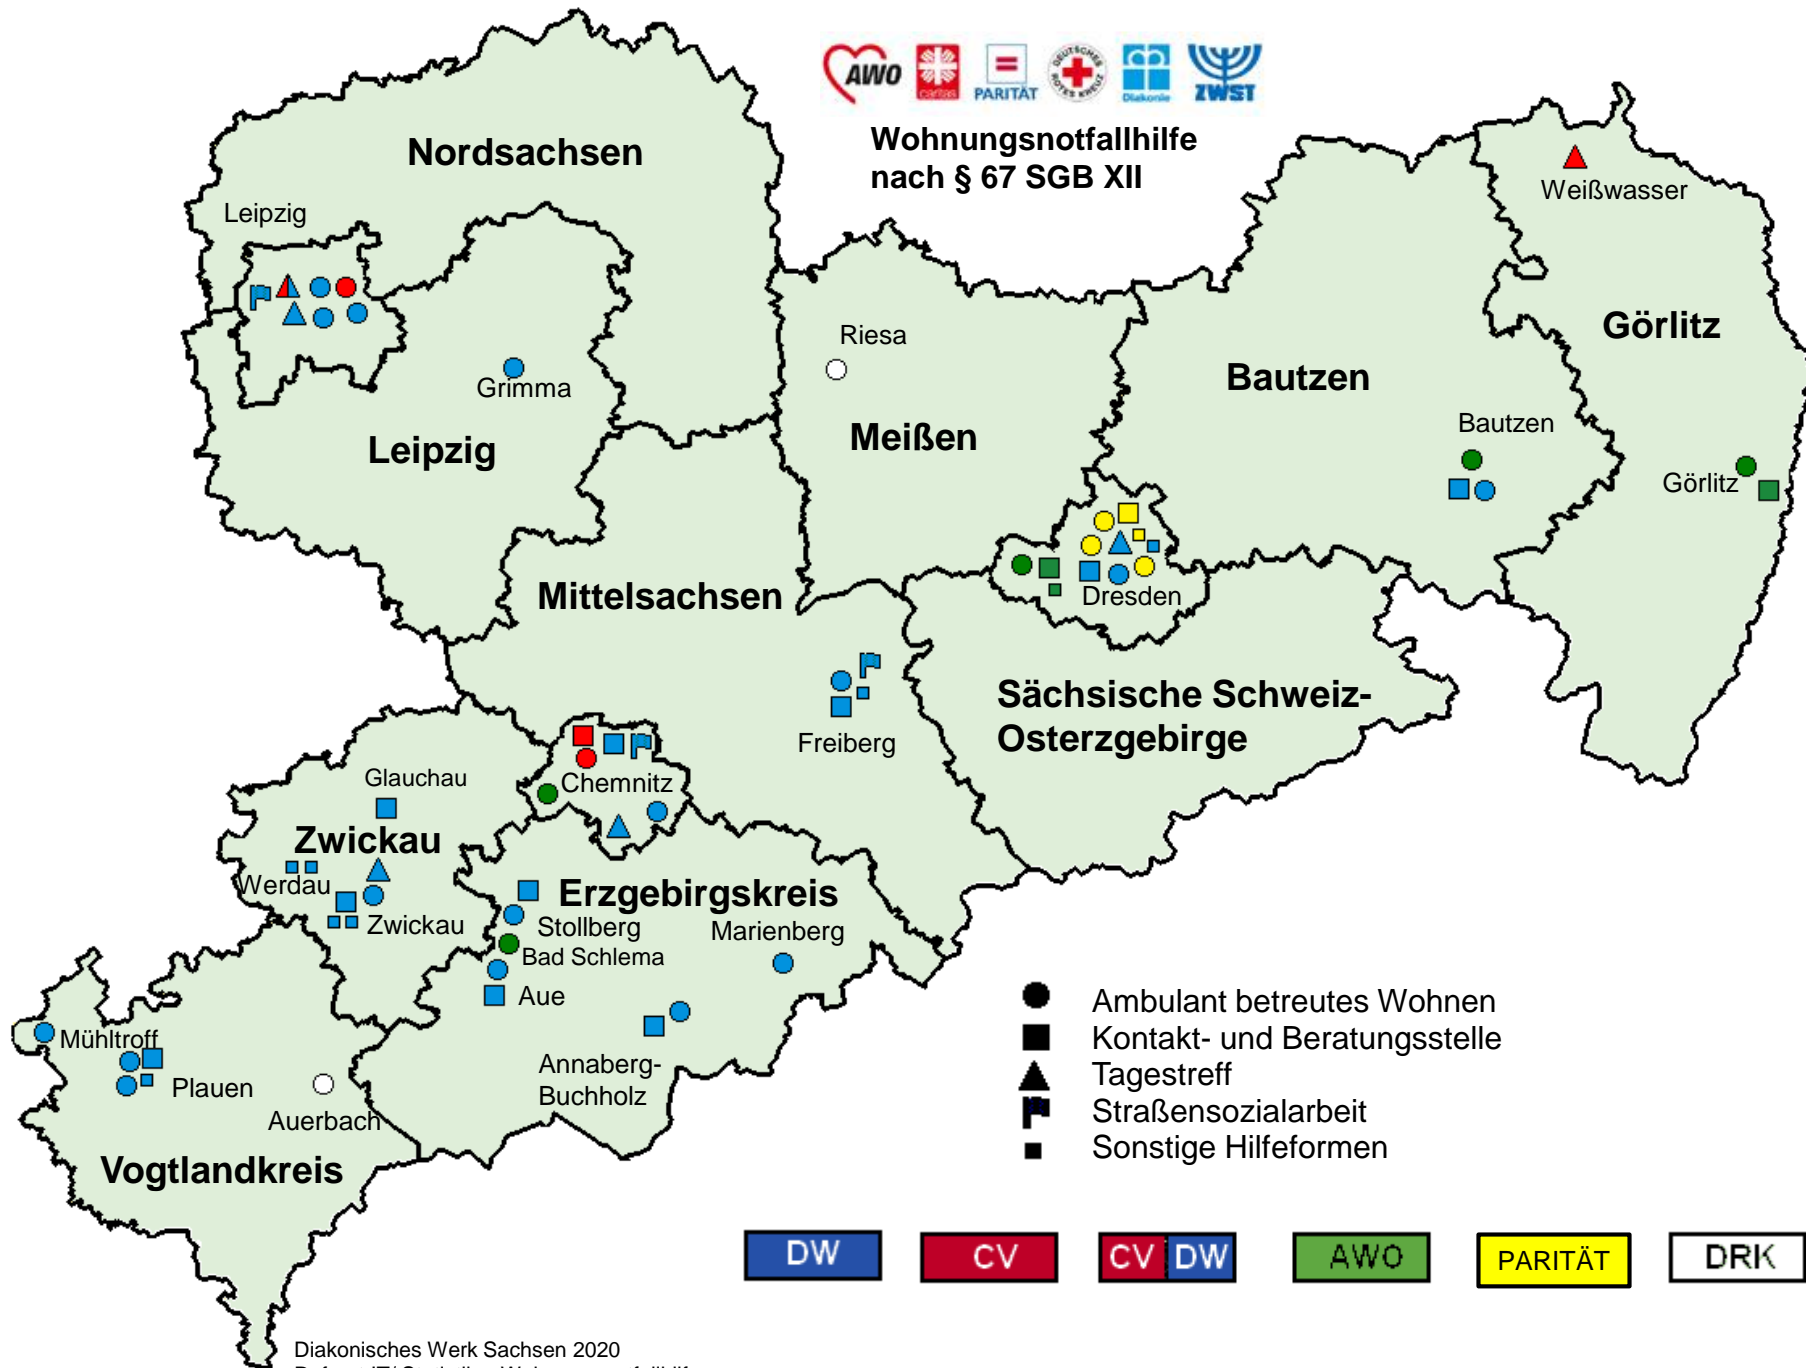 AWO
caritas
PARITÄT
DEUTSCHES ROTES KREUZ
Diakonie
ZWST
Wohnungsnotfallhilfe
nach § 67 SGB XII
Nordsachsen
Weißwasser
Leipzig
Görlitz
Riesa
Bautzen
Grimma
Leipzig
Meißen
Bautzen
Görlitz
Mittelsachsen
Dresden
Sächsische Schweiz-
Osterzgebirge
Freiberg
Glauchau
Chemnitz
Zwickau
Werdau
Zwickau
Erzgebirgskreis
Stollberg
Marienberg
Bad Schlema
Aue
Mühltroff
Plauen
Auerbach
Annaberg-
Buchholz
Vogtlandkreis
Ambulant betreutes Wohnen
Kontakt- und Beratungsstelle
Tagestreff
Straßensozialarbeit
Sonstige Hilfeformen
DW
CV
CV DW
AWO
PARITÄT
DRK
Diakonisches Werk Sachsen 2020